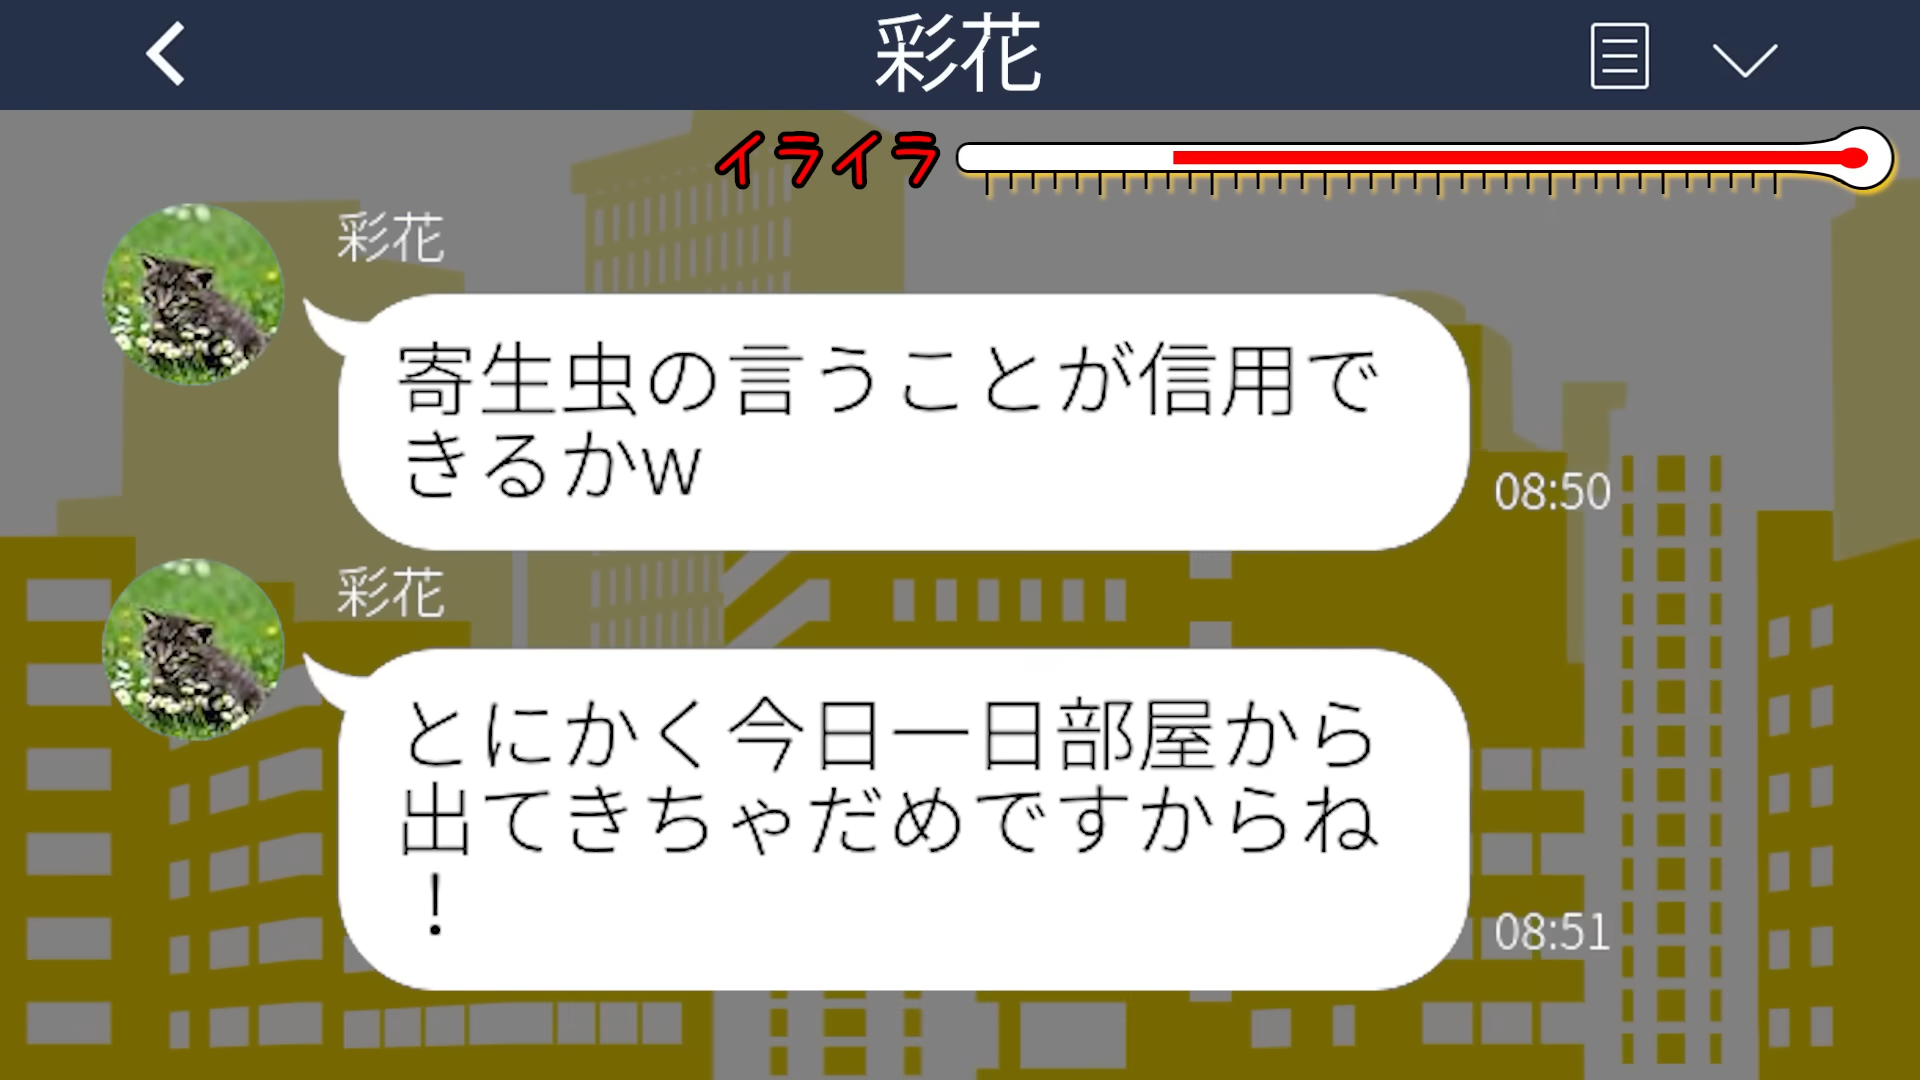 彩花
イライラ
彩花
寄生虫の言うことが信用で
きるかw
08:50
彩花
とにかく今日一日部屋から
出てきちゃだめですからね
！
08:51